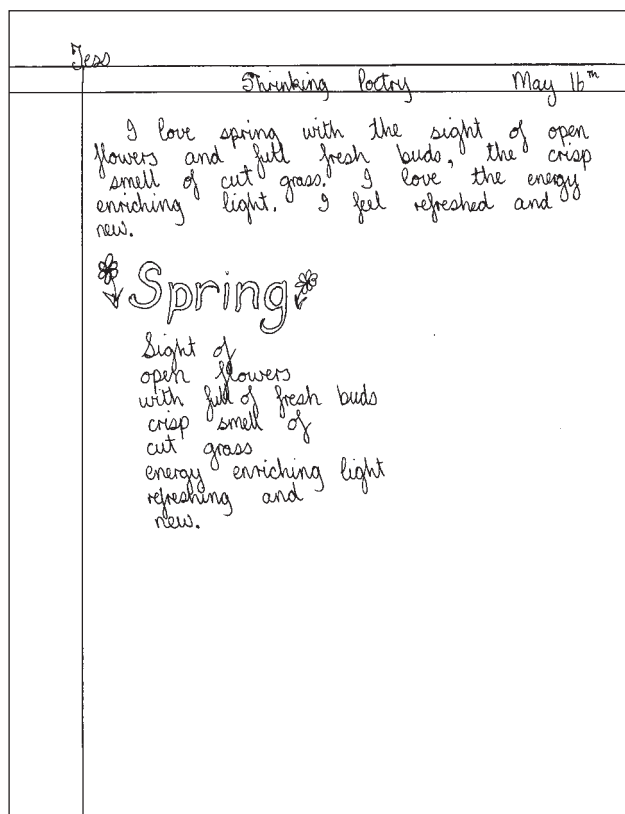 Tess
Shrinking Poetry May 16th
I love spring with the sight of open
flowers and full fresh buds, the crisp
smell of cut grass. I love the energy
enriching light. I feel refreshed and
new.
Spring
Sight of
open flowers
with full of fresh buds
crisp smell of
cut grass
energy enriching light
refreshing and
new.